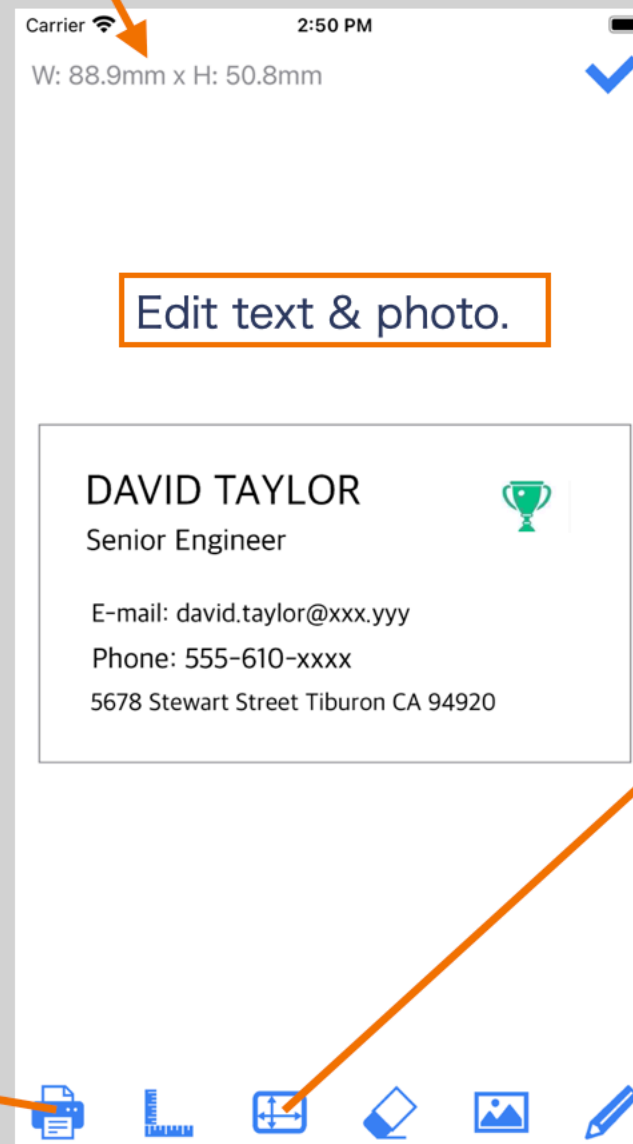 Carrier
2:50 PM
W: 88.9mm x H: 50.8mm
Edit text & photo.
DAVID TAYLOR
Senior Engineer
E-mail: david.taylor@xxx.yyy
Phone: 555-610-xxxx
5678 Stewart Street Tiburon CA 94920